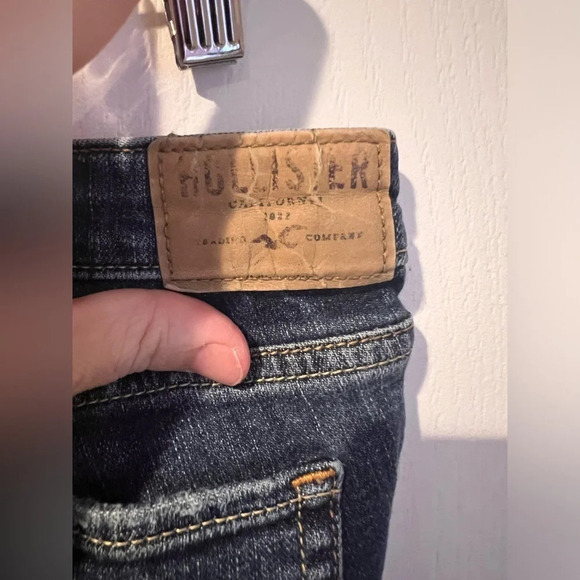 HOLLISTER
CALIFORNIA
1922
TRADING COMPANY